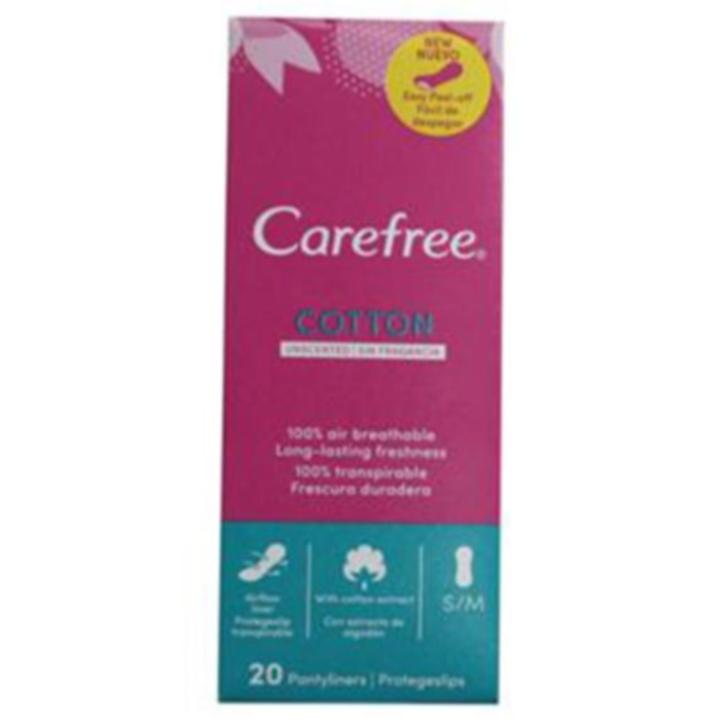 NEW
NUEVO
Easy Peel-off
Fácil de
despegar
Carefree®
COTTON
UNSCENTED | SIN FRAGANCIA
100% air breathable
Long-lasting freshness
100% transpirable
Frescura duradera
Airflow
liner
Protegeslip
transpirable
With cotton extract
Con extracto de
algodón
S/M
20 Pantyliners | Protegeslips